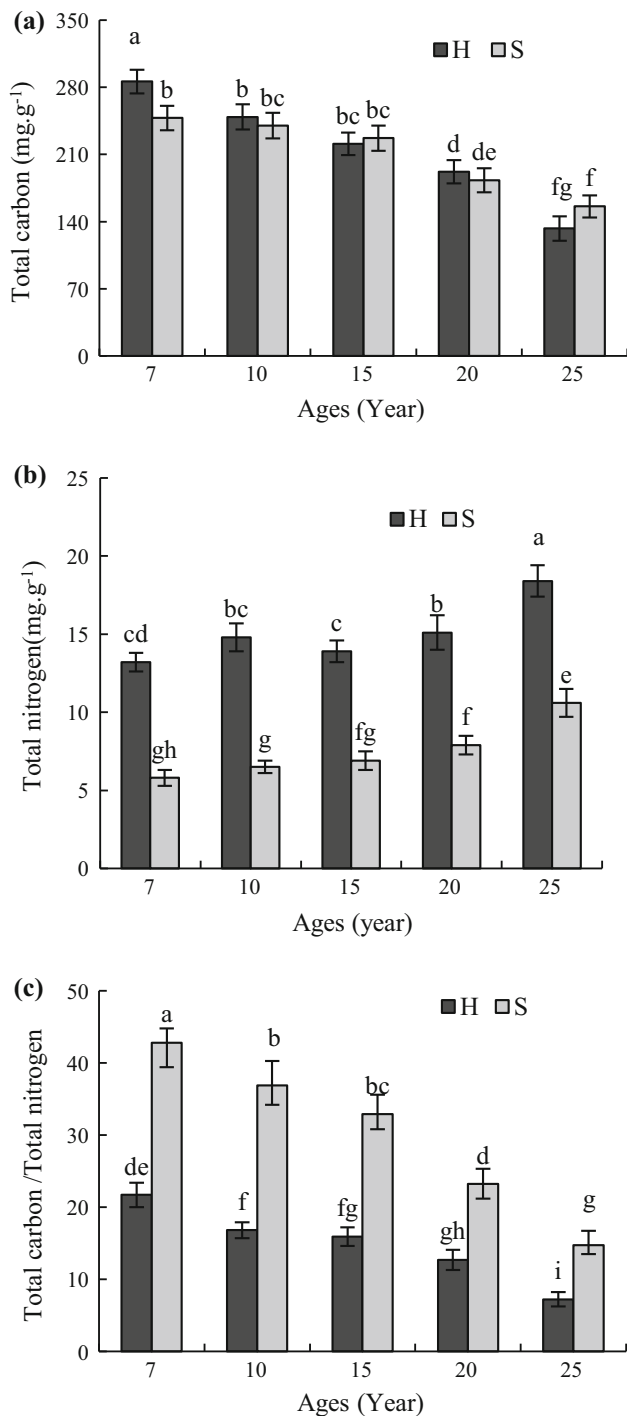 (a)
350
280
210
140
70
0
Total carbon (mg.g-1)
H S
a b b bc bc bc d de fg f
7 10 15 20 25
Ages (Year)
(b)
25
20
15
10
5
0
Total nitrogen(mg.g-1)
H S
cd gh bc g c fg b f a e
7 10 15 20 25
Ages (year)
(c)
50
40
30
20
10
0
Total carbon /Total nitrogen
H S
de a f b fg bc gh d i g
7 10 15 20 25
Ages (Year)